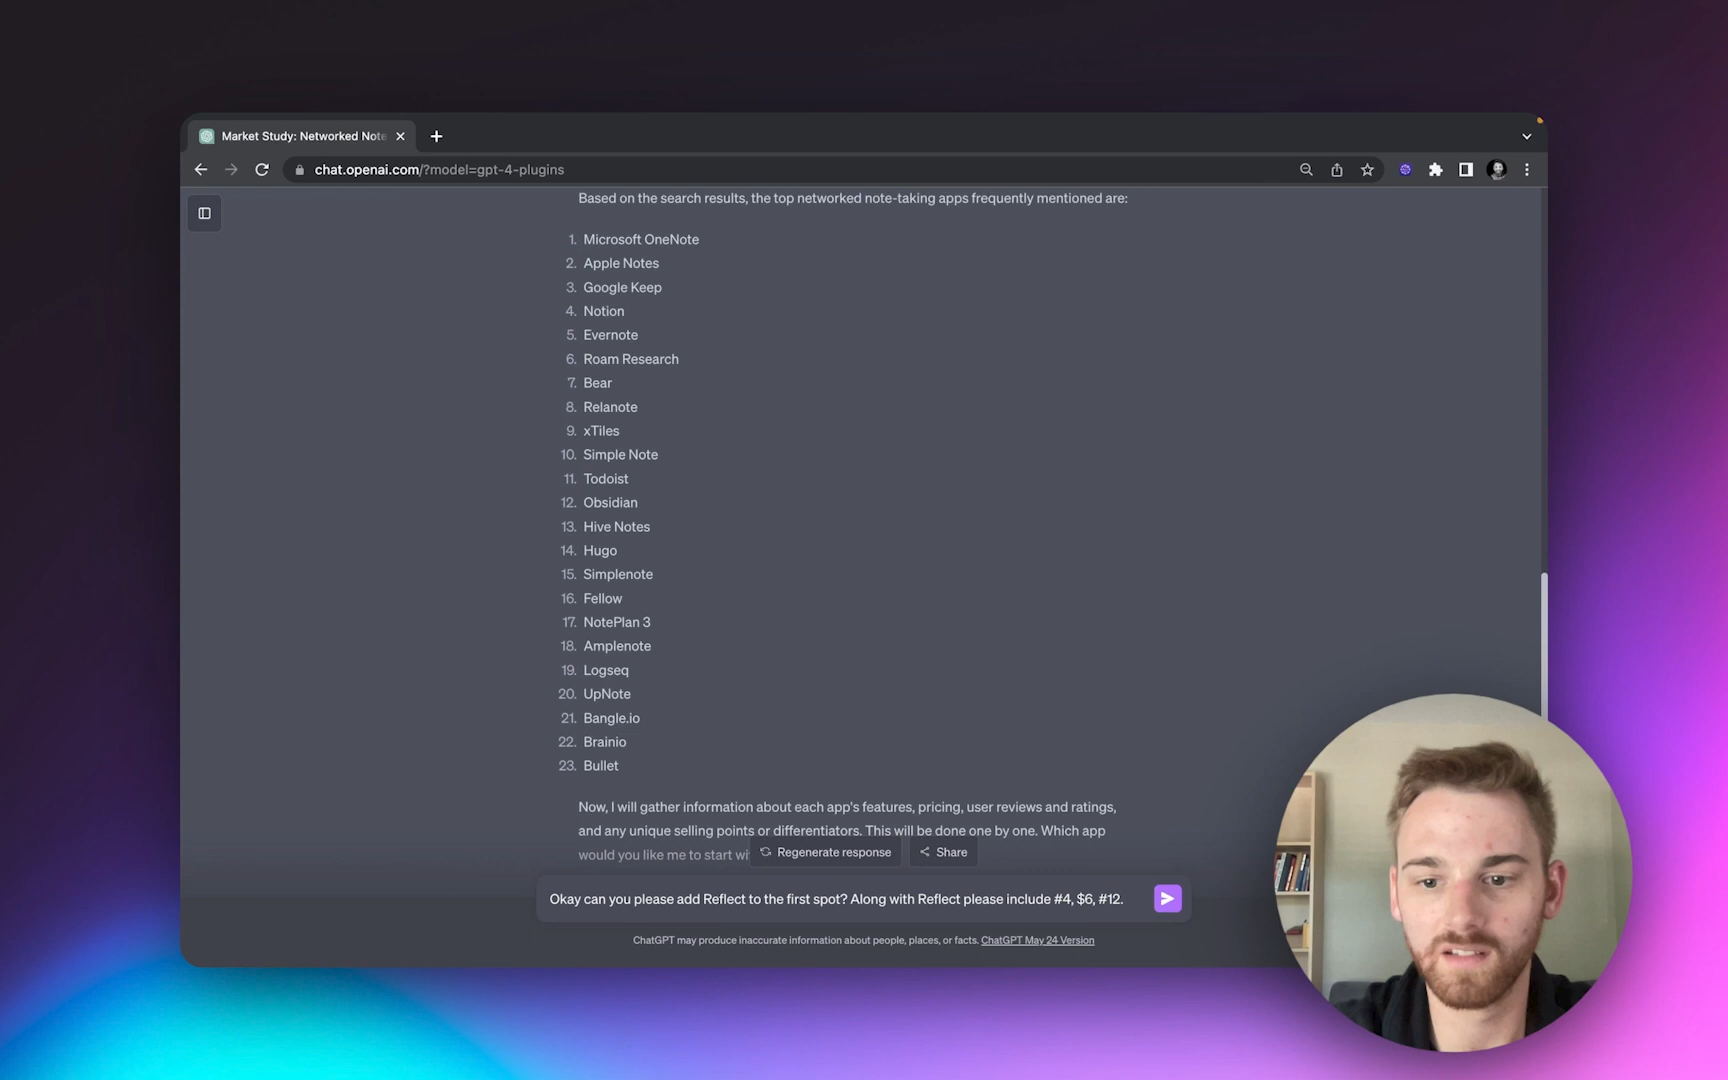 Market Study: Networked Note
chat.openai.com/?model=gpt-4-plugins
Based on the search results, the top networked note-taking apps frequently mentioned are:
1. Microsoft OneNote
2. Apple Notes
3. Google Keep
4. Notion
5. Evernote
6. Roam Research
7. Bear
8. Relanote
9. xTiles
10. Simple Note
11. Todoist
12. Obsidian
13. Hive Notes
14. Hugo
15. Simplenote
16. Fellow
17. NotePlan 3
18. Amplenote
19. Logseq
20. UpNote
21. Bangle.io
22. Brainio
23. Bullet
Now, I will gather information about each app's features, pricing, user reviews and ratings,
and any unique selling points or differentiators. This will be done one by one. Which app
would you like me to start wi
Regenerate response
Share
Okay can you please add Reflect to the first spot? Along with Reflect please include #4, $6, #12.
ChatGPT may produce inaccurate information about people, places, or facts. ChatGPT May 24 Version